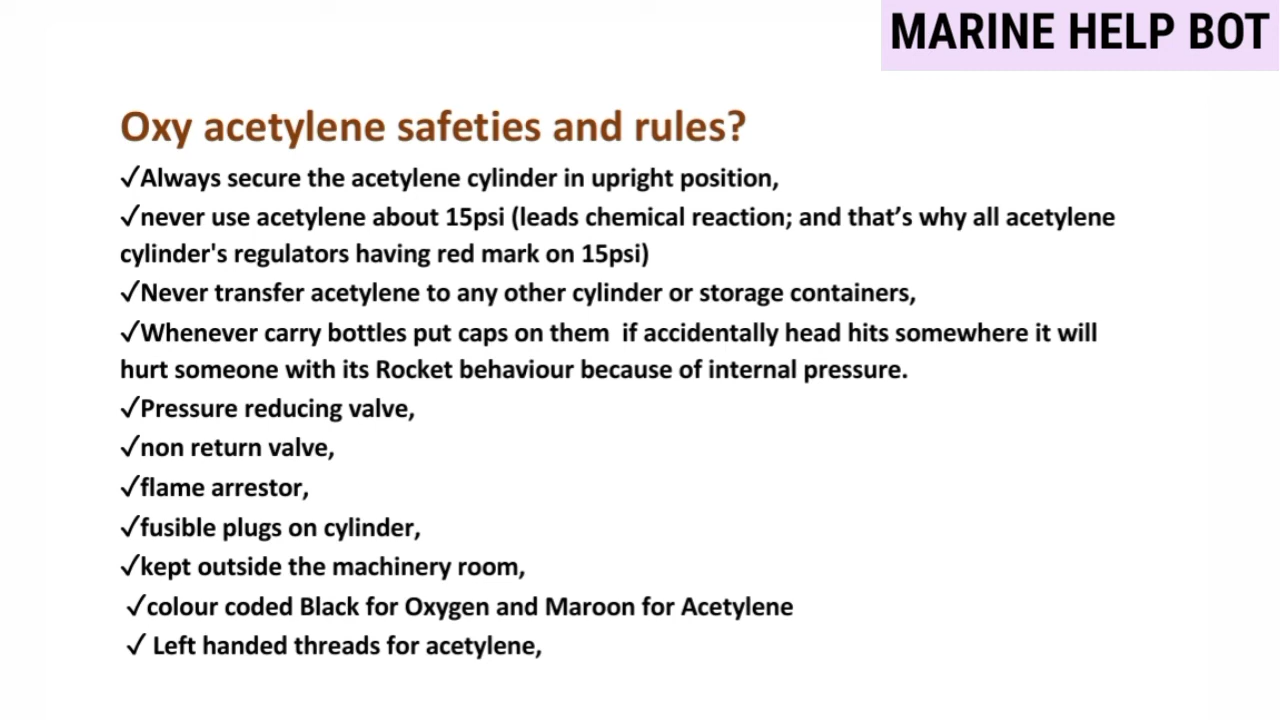 MARINE HELP BOT
Oxy acetylene safeties and rules?
✓Always secure the acetylene cylinder in upright position,
✓never use acetylene about 15psi (leads chemical reaction; and that's why all acetylene
cylinder's regulators having red mark on 15psi)
✓Never transfer acetylene to any other cylinder or storage containers,
✓Whenever carry bottles put caps on them  if accidentally head hits somewhere it will
hurt someone with its Rocket behaviour because of internal pressure.
✓Pressure reducing valve,
✓non return valve,
✓flame arrestor,
✓fusible plugs on cylinder,
✓kept outside the machinery room,
✓colour coded Black for Oxygen and Maroon for Acetylene
✓ Left handed threads for acetylene,